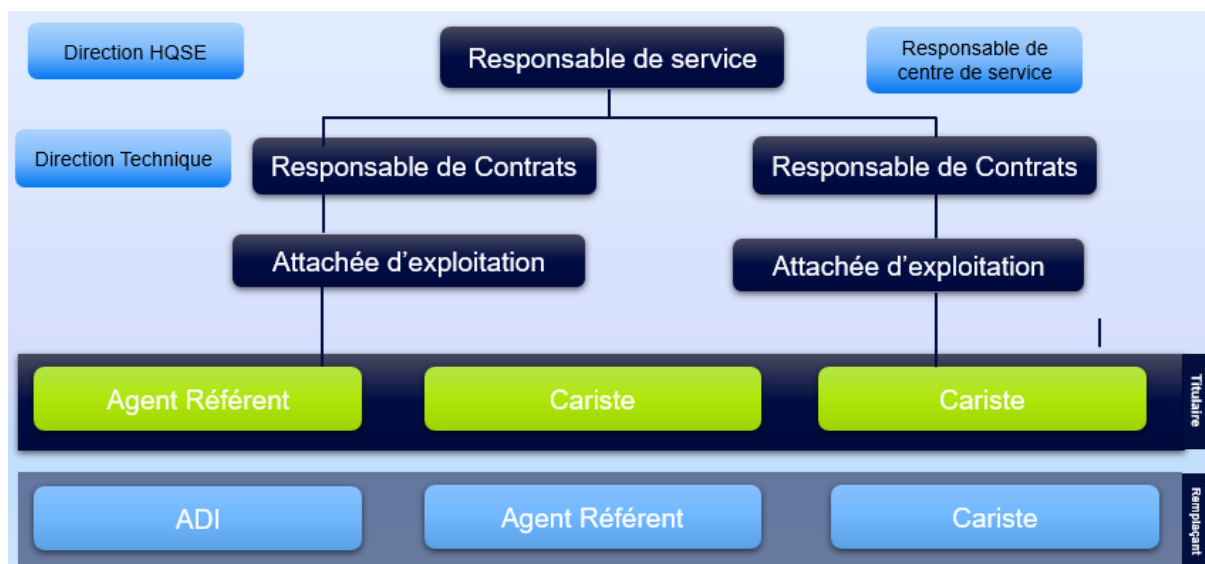 Direction HQSE
Responsable de service
Responsable de
centre de service
Direction Technique
Responsable de Contrats
Responsable de Contrats
Attachée d'exploitation
Attachée d'exploitation
Agent Référent
Cariste
Cariste
Titulaire
ADI
Agent Référent
Cariste
Remplaçant